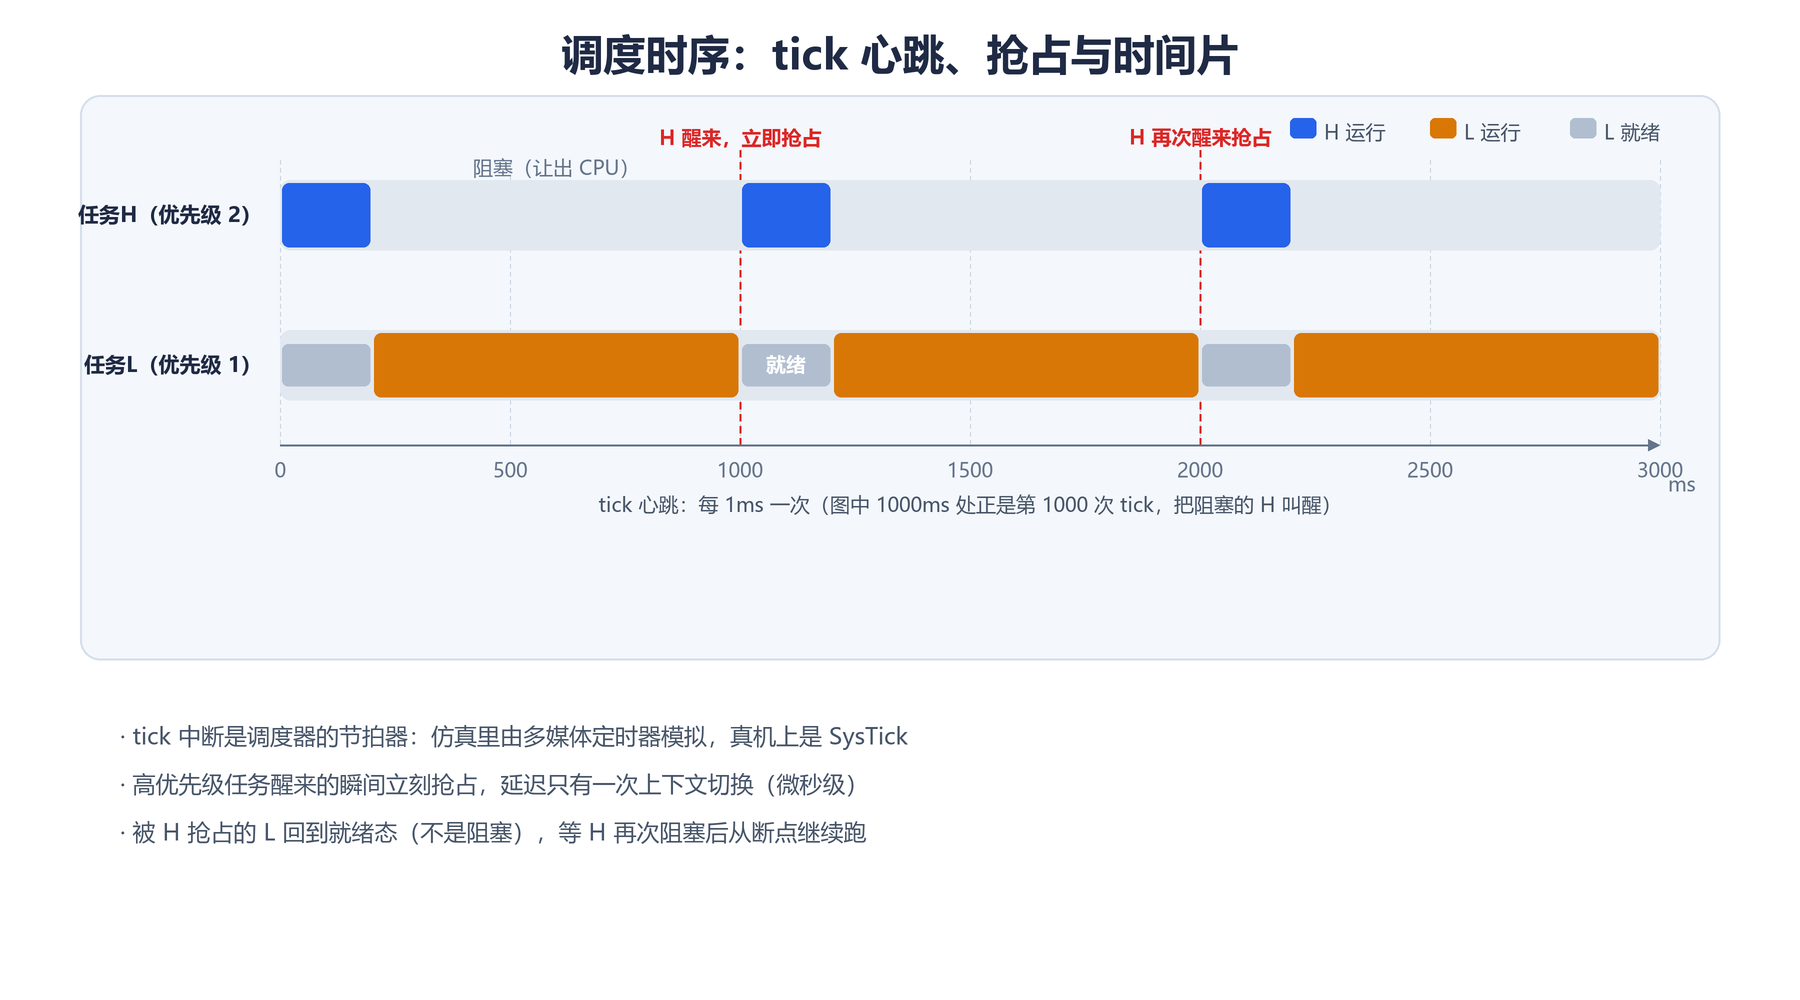 调度时序：tick 心跳、抢占与时间片
H 醒来，立即抢占
H 再次醒来抢占
H 运行
L 运行
L 就绪
阻塞（让出 CPU）
任务H（优先级 2）
任务L（优先级 1）
就绪
0
500
1000
1500
2000
2500
3000
ms
tick 心跳：每 1ms 一次（图中 1000ms 处正是第 1000 次 tick，把阻塞的 H 叫醒）
· tick 中断是调度器的节拍器：仿真里由多媒体定时器模拟，真机上是 SysTick
· 高优先级任务醒来的瞬间立刻抢占，延迟只有一次上下文切换（微秒级）
· 被 H 抢占的 L 回到就绪态（不是阻塞），等 H 再次阻塞后从断点继续跑